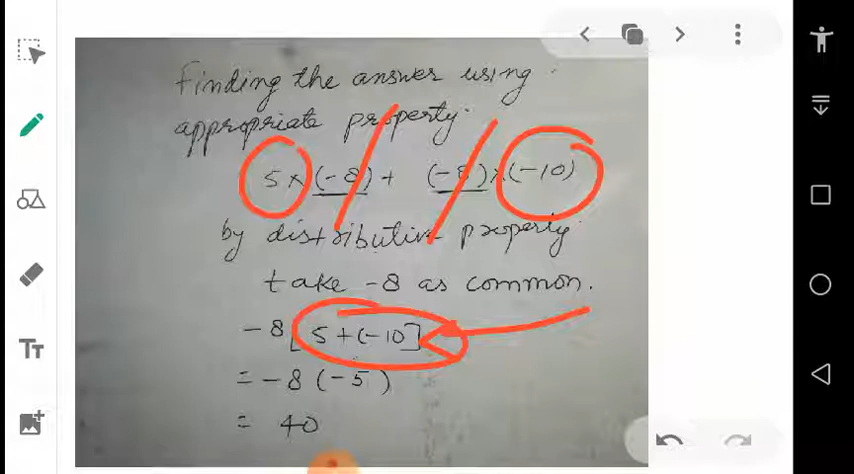 Finding the answer using
appropriate property.
5 × (-8) + (-8) × (-10)
by distributive property
take -8 as common.
-8 [ 5 + (-10 ]
= -8 (-5)
= 40
Tт